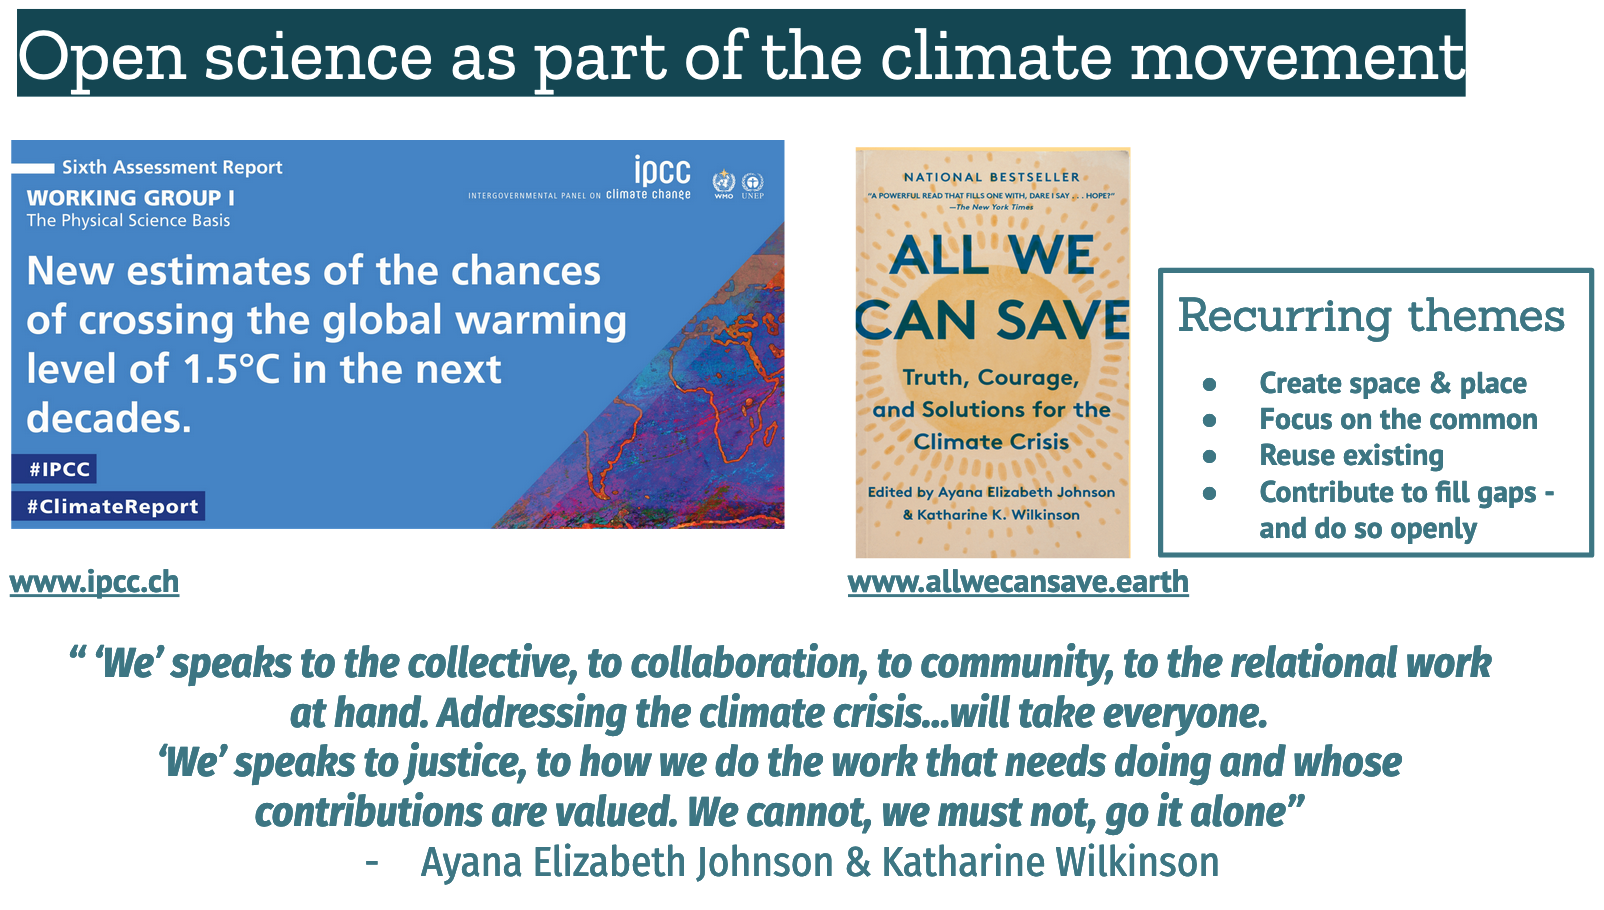 Open science as part of the climate movement
Sixth Assessment Report
WORKING GROUP I
The Physical Science Basis
INTERGOVERNMENTAL PANEL ON climate change
ipcc
WMO
UNEP
New estimates of the chances
of crossing the global warming
level of 1.5°C in the next
decades.
#IPCC
#ClimateReport
www.ipcc.ch
NATIONAL BESTSELLER
"A POWERFUL READ THAT FILLS ONE WITH, DARE I SAY . . . HOPE?"
—The New York Times
ALL WE
CAN SAVE
Truth, Courage,
and Solutions for the
Climate Crisis
Edited by Ayana Elizabeth Johnson
& Katharine K. Wilkinson
www.allwecansave.earth
Recurring themes
● Create space & place
● Focus on the common
● Reuse existing
● Contribute to fill gaps -
and do so openly
“ ‘We’ speaks to the collective, to collaboration, to community, to the relational work
at hand. Addressing the climate crisis...will take everyone.
‘We’ speaks to justice, to how we do the work that needs doing and whose
contributions are valued. We cannot, we must not, go it alone”
- Ayana Elizabeth Johnson & Katharine Wilkinson